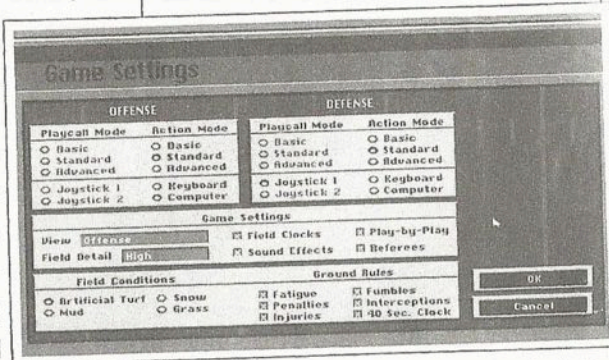 Game Settings
OFFENSE
Playcall Mode
Action Mode
Basic
Standard
Advanced
Basic
Standard
Advanced
Joystick 1
Joystick 2
Keyboard
Computer
DEFENSE
Playcall Mode
Action Mode
Basic
Standard
Advanced
Basic
Standard
Advanced
Joystick 1
Joystick 2
Keyboard
Computer
Game Settings
View Offense
Field Detail High
Field Clocks
Sound Effects
Play-by-Play
Referees
Field Conditions
Artificial Turf
Mud
Snow
Grass
Ground Rules
Fatigue
Penalties
Injuries
Fumbles
Interceptions
40 Sec. Clock
OK
Cancel